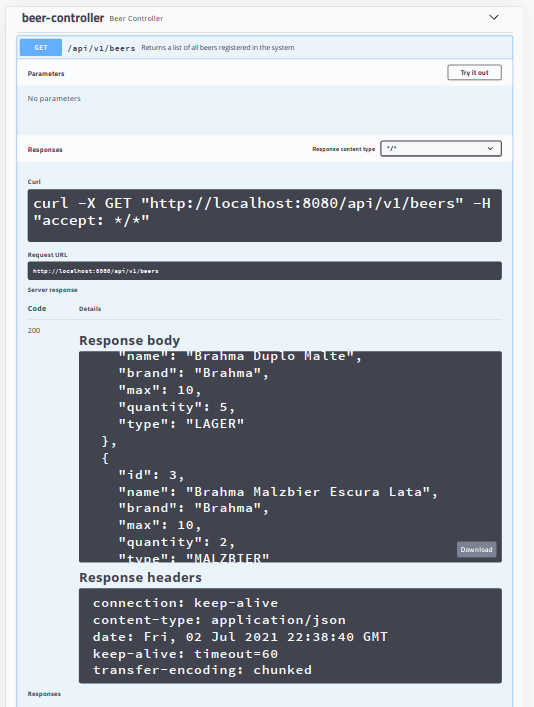 beer-controller Beer Controller
GET /api/v1/beers Returns a list of all beers registered in the system
Parameters Try it out
No parameters
Responses Response content type */*
Curl
curl -X GET "http://localhost:8080/api/v1/beers" -H
"accept: */*"
Request URL
http://localhost:8080/api/v1/beers
Server response
Code Details
200
Response body
"name": "Brahma Duplo Malte",
"brand": "Brahma",
"max": 10,
"quantity": 5,
"type": "LAGER"
},
{
"id": 3,
"name": "Brahma Malzbier Escura Lata",
"brand": "Brahma",
"max": 10,
"quantity": 2,
"type": "MALZBIER"
Download
Response headers
connection: keep-alive
content-type: application/json
date: Fri, 02 Jul 2021 22:38:40 GMT
keep-alive: timeout=60
transfer-encoding: chunked
Responses